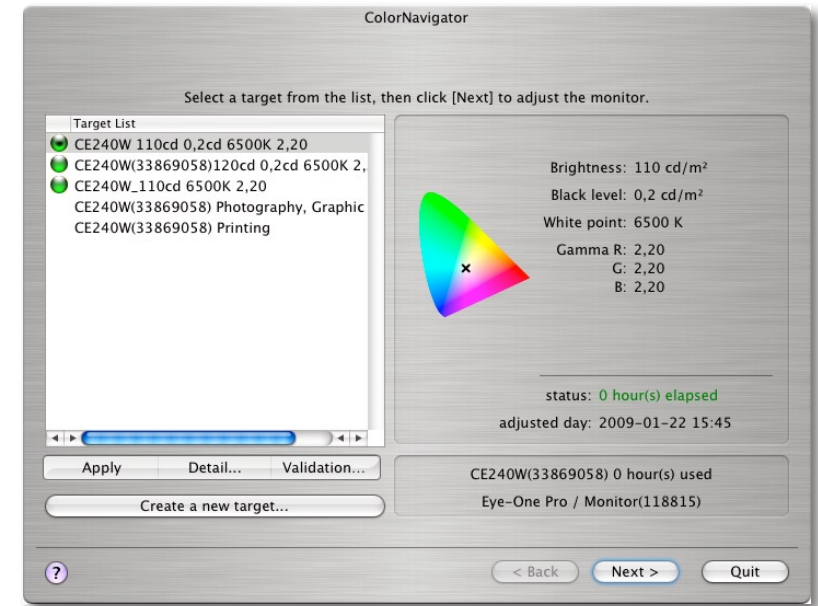 ColorNavigator
Select a target from the list, then click [Next] to adjust the monitor.
Target List
CE240W 110cd 0,2cd 6500K 2,20
CE240W(33869058)120cd 0,2cd 6500K 2,
CE240W_110cd 6500K 2,20
CE240W(33869058) Photography, Graphic
CE240W(33869058) Printing
Apply Detail... Validation...
Create a new target...
Brightness: 110 cd/m²
Black level: 0,2 cd/m²
White point: 6500 K
Gamma R: 2,20
G: 2,20
B: 2,20
status: 0 hour(s) elapsed
adjusted day: 2009-01-22 15:45
CE240W(33869058) 0 hour(s) used
Eye-One Pro / Monitor(118815)
?
< Back Next > Quit